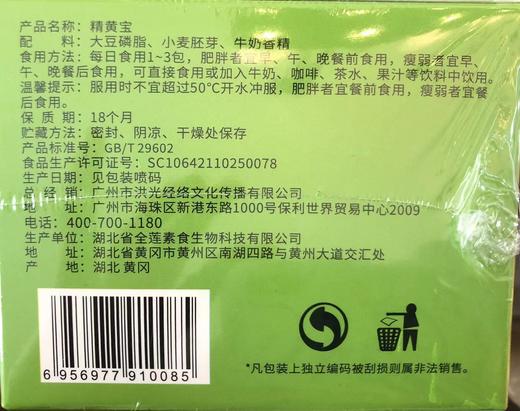 产品名称：精黄宝
配　　料：大豆磷脂、小麦胚芽、牛奶香精
食用方法：每日食用1~3包，肥胖者宜早、午、晚餐前食用，瘦弱者宜早、
午、晚餐后食用，可直接食用或加入牛奶、咖啡、茶水、果汁等饮料中饮用。
温馨提示：服用时不宜超过50℃开水冲服，肥胖者宜餐前食用，瘦弱者宜餐
后食用。
保 质 期：18个月
贮藏方法：密封、阴凉、干燥处保存
产品标准号：GB/T 29602
食品生产许可证号：SC10642110250078
生产日期：见包装喷码
总 经 销：广州市洪光经络文化传播有限公司
地　　址：广州市海珠区新港东路1000号保利世界贸易中心2009
电话：400-700-1180
生产单位：湖北省全莲素食生物科技有限公司
地　　址：湖北省黄冈市黄州区南湖四路与黄州大道交汇处
产　　地：湖北 黄冈
6 956977 910085
*凡包装上独立编码被刮损则属非法销售。